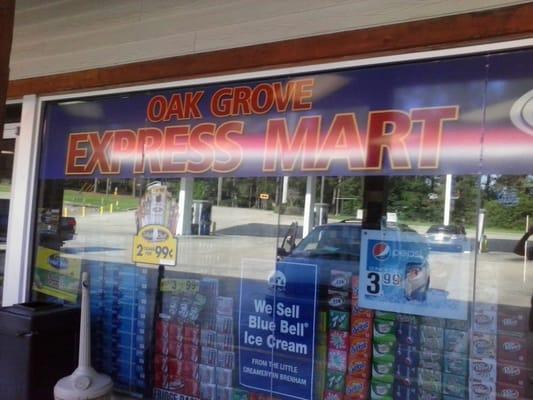 OAK GROVE
EXPRESS MART
2 99¢
pepsi
3.99
3
We Sell
Blue Bell®
Ice Cream
FROM THE LITTLE
CREAMERY IN BRENHAM